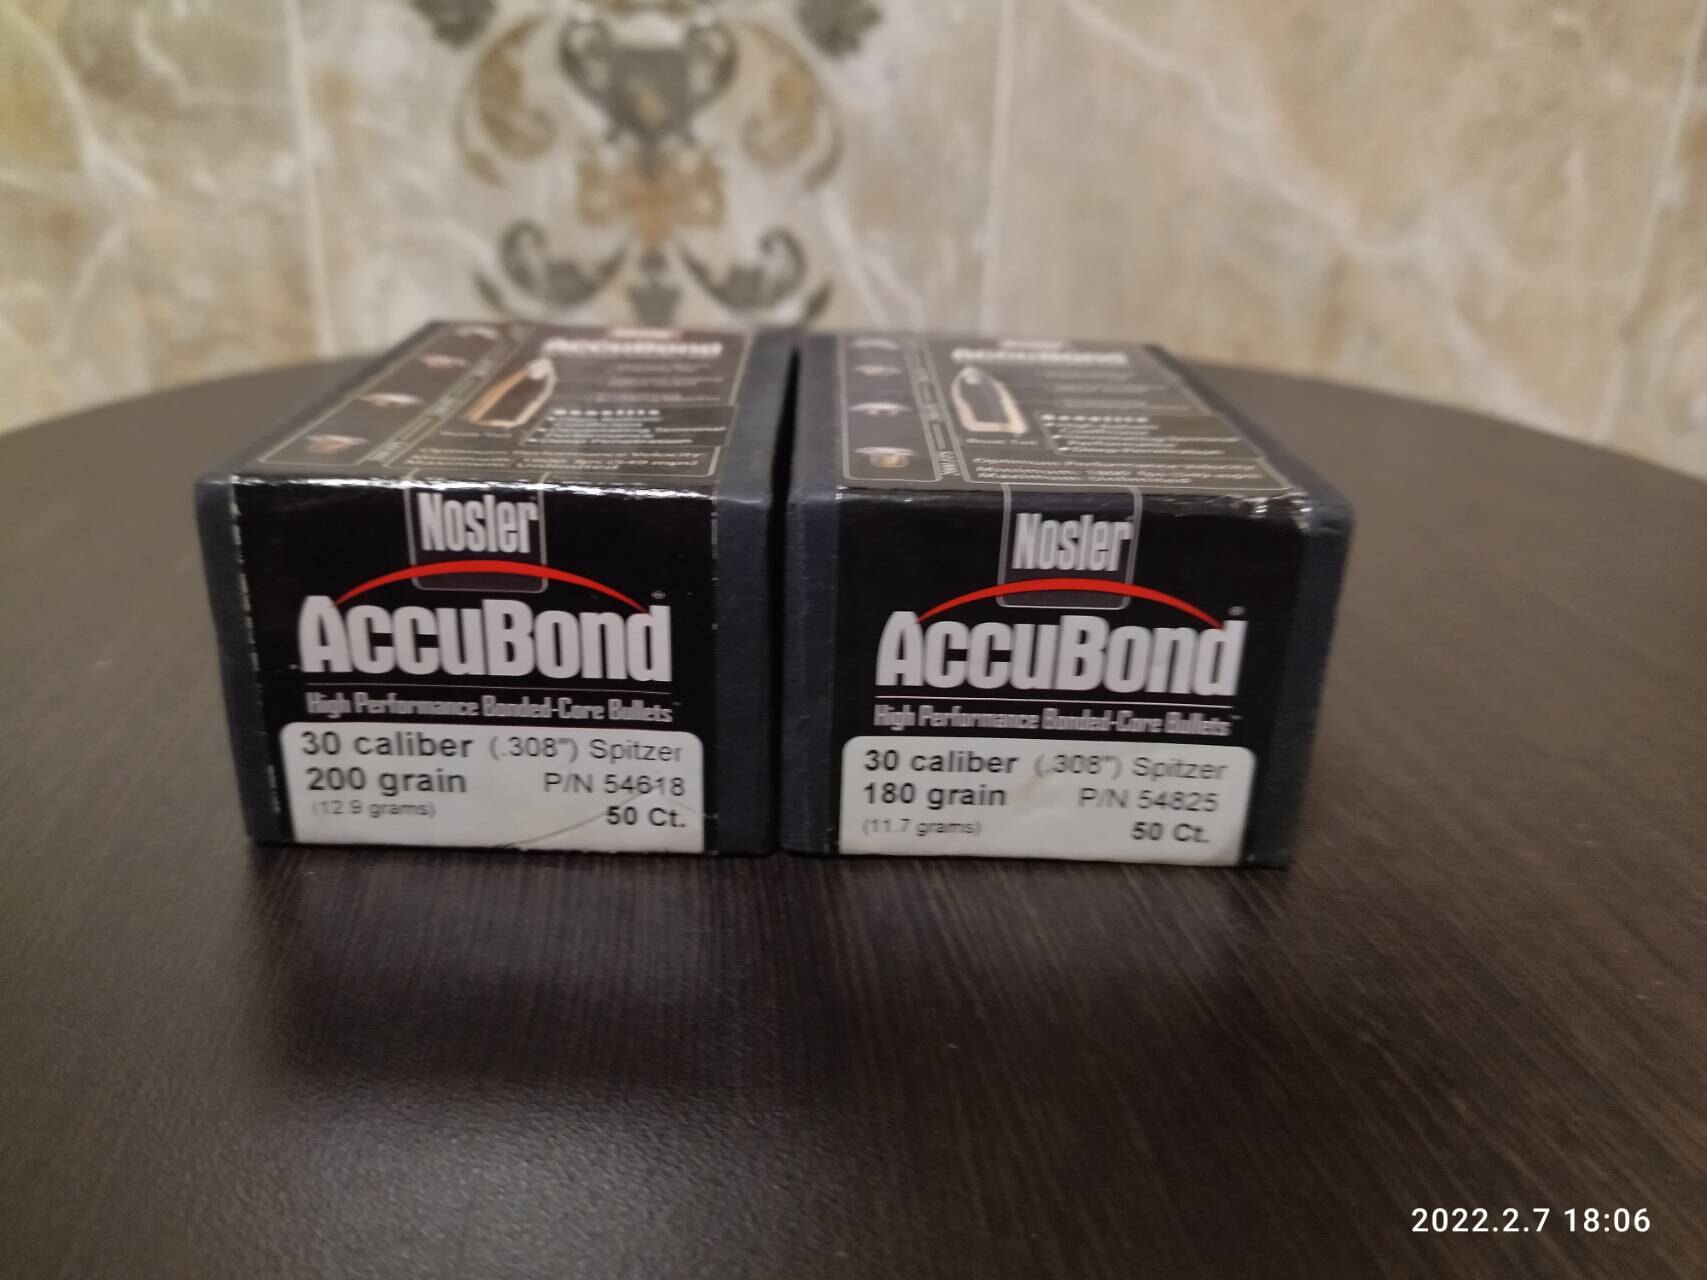 AccuBond
Nosler
AccuBond
High Performance Bonded-Core Bullets
30 caliber (.308") Spitzer
200 grain P/N 54618
(12.9 grams) 50 Ct.
AccuBond
Nosler
AccuBond®
High Performance Bonded-Core Bullets
30 caliber (.308") Spitzer
180 grain P/N 54825
(11.7 grams) 50 Ct.
2022.2.7 18:06